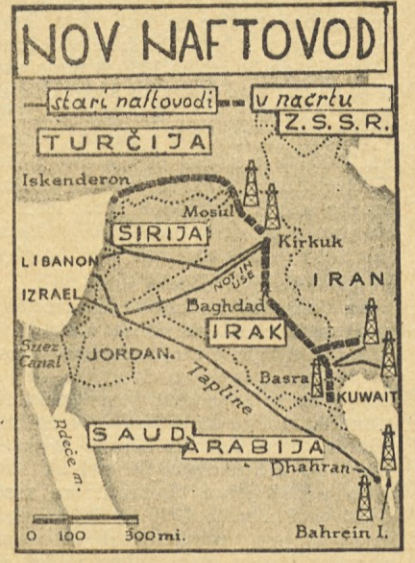 NOV NAFTOVOD
stari naftovodi
v načrtu
Z.S.S.R.
TURČIJA
Iskenderon
Mosul
SIRIJA
Kirkuk
LIBANON
NOT IN
USE
IRAN
IZRAEL
Baghdad
IRAK
Suez
Canal
JORDAN.
Tapline
Basra
KUWAIT
Rdeče m.
SAUD
ARABIJA
Dhahran
0 100 300 mi.
Bahrein I.